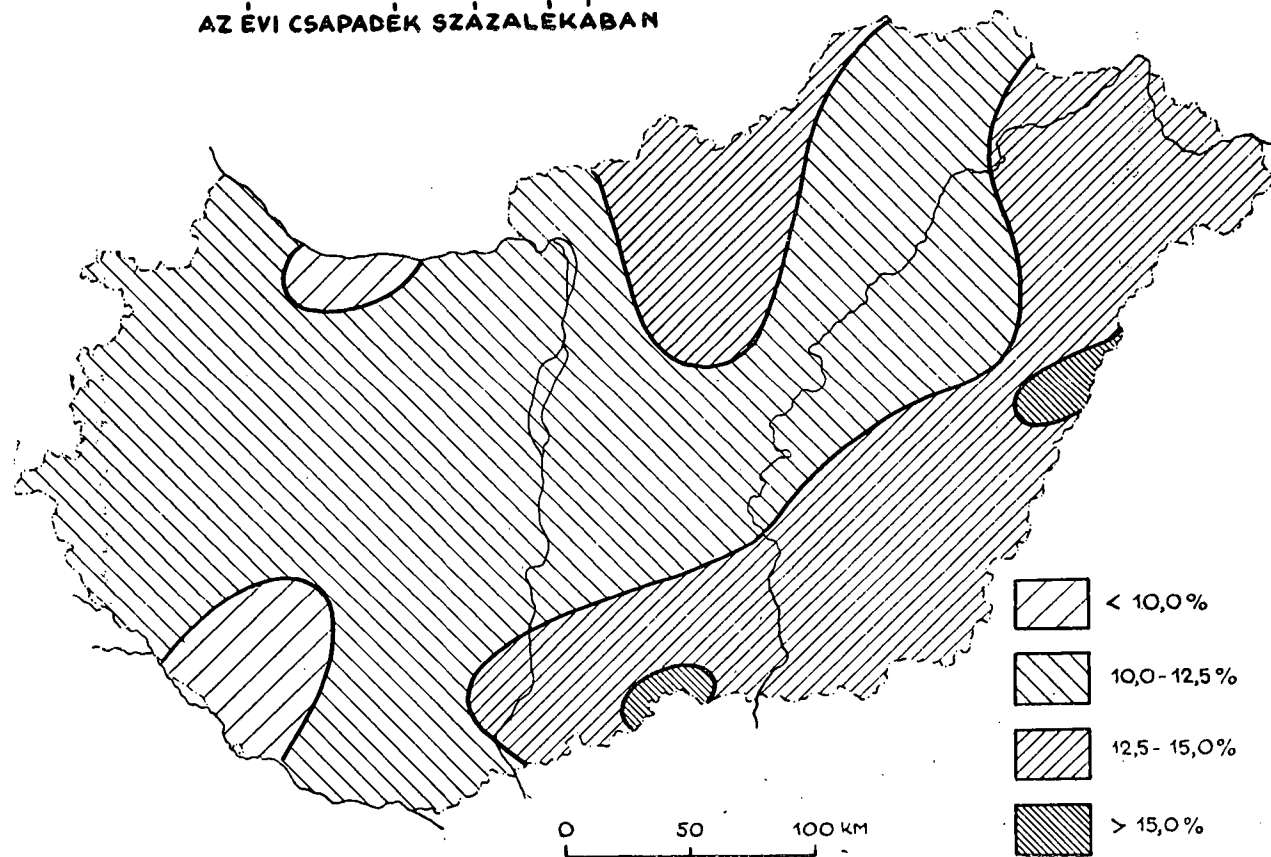 AZ ÉVI CSAPADÉK SZÁZALÉKÁBAN
< 10,0%
10,0-12,5%
12,5-15,0%
> 15,0%
0 50 100 KM